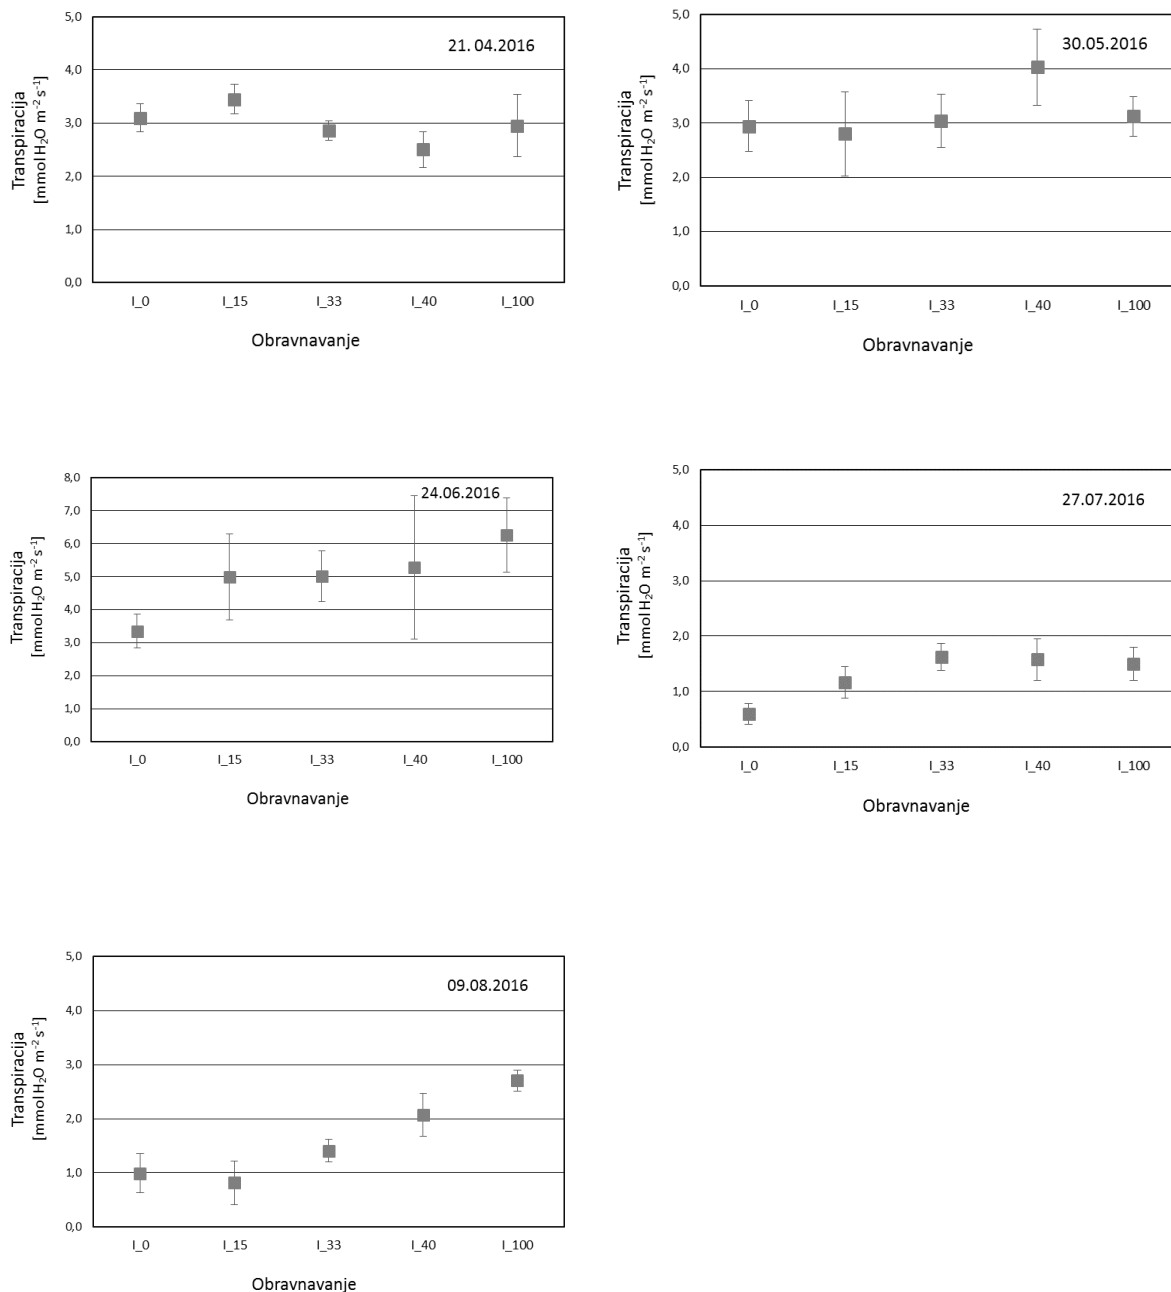 21. 04.2016
Transpiracija
[mmol H₂O m⁻² s⁻¹]
5,0
4,0
3,0
2,0
1,0
0,0
I_0 I_15 I_33 I_40 I_100
Obravnavanje
30.05.2016
Transpiracija
[mmol H₂O m⁻² s⁻¹]
5,0
4,0
3,0
2,0
1,0
0,0
I_0 I_15 I_33 I_40 I_100
Obravnavanje
24.06.2016
Transpiracija
[mmol H₂O m⁻² s⁻¹]
8,0
7,0
6,0
5,0
4,0
3,0
2,0
1,0
0,0
I_0 I_15 I_33 I_40 I_100
Obravnavanje
27.07.2016
Transpiracija
[mmol H₂O m⁻² s⁻¹]
5,0
4,0
3,0
2,0
1,0
0,0
I_0 I_15 I_33 I_40 I_100
Obravnavanje
09.08.2016
Transpiracija
[mmol H₂O m⁻² s⁻¹]
5,0
4,0
3,0
2,0
1,0
0,0
I_0 I_15 I_33 I_40 I_100
Obravnavanje